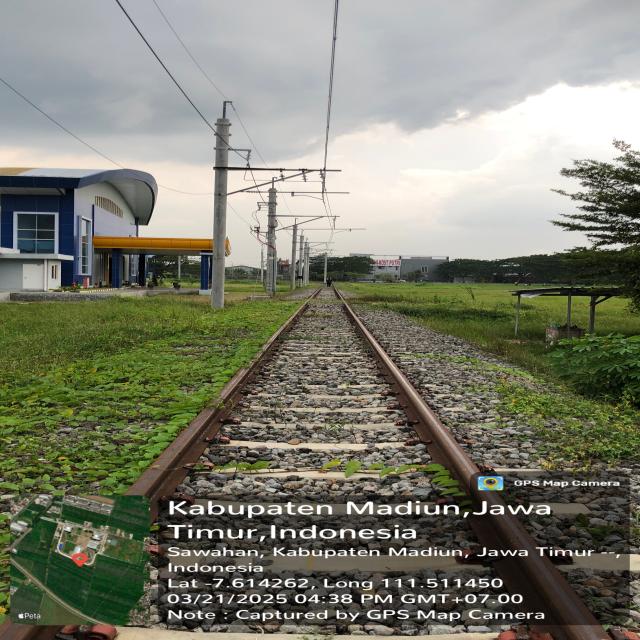 GPS Map Camera
Kabupaten Madiun,Jawa
Timur,Indonesia
Sawahan, Kabupaten Madiun, Jawa Timur --,
Indonesia
Lat -7.614262, Long 111.511450
03/21/2025 04:38 PM GMT+07.00
Note : Captured by GPS Map Camera
Peta